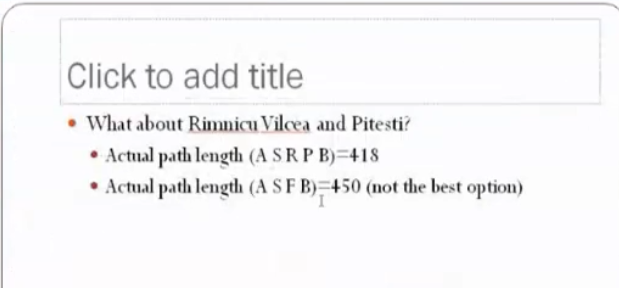 Click to add title
• What about Rimnicu Vilcea and Pitesti?
• Actual path length (A S R P B)=418
• Actual path length (A S F B)=450 (not the best option)